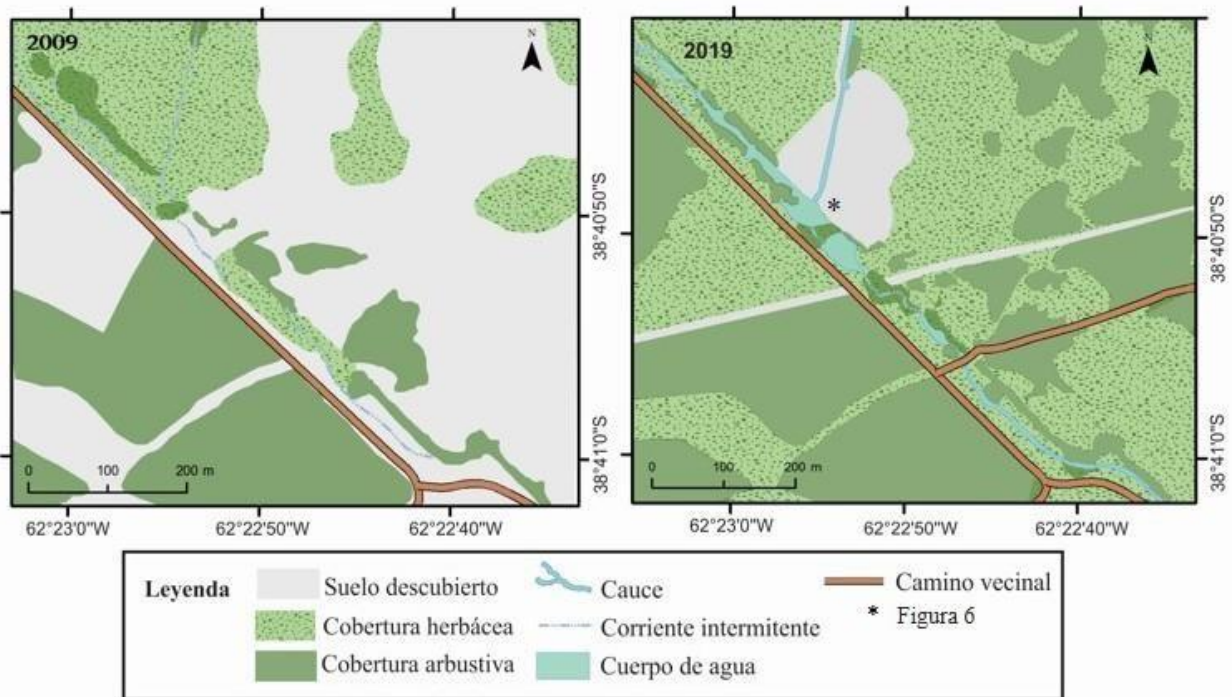 2009
N
38°40'50"S
38°41'0"S
0 100 200 m
62°23'0"W 62°22'50"W 62°22'40"W
2019
N
*
38°40'50"S
38°41'0"S
0 100 200 m
62°23'0"W 62°22'50"W 62°22'40"W
Leyenda
Suelo descubierto
Cobertura herbácea
Cobertura arbustiva
Cauce
Corriente intermitente
Cuerpo de agua
Camino vecinal
* Figura 6